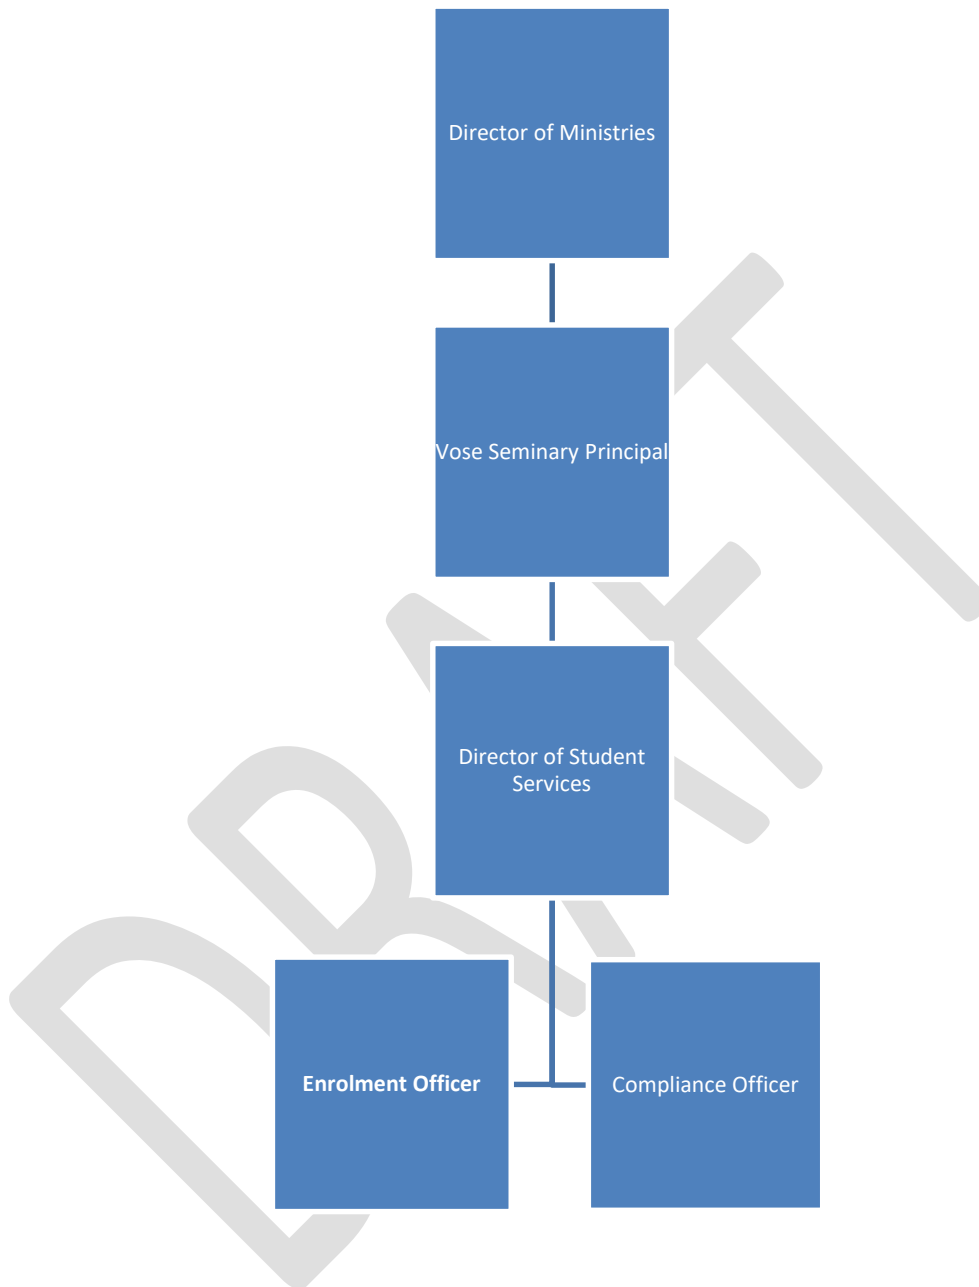 Director of Ministries
Vose Seminary Principal
Director of Student
Services
Enrolment Officer
Compliance Officer
DRAFT